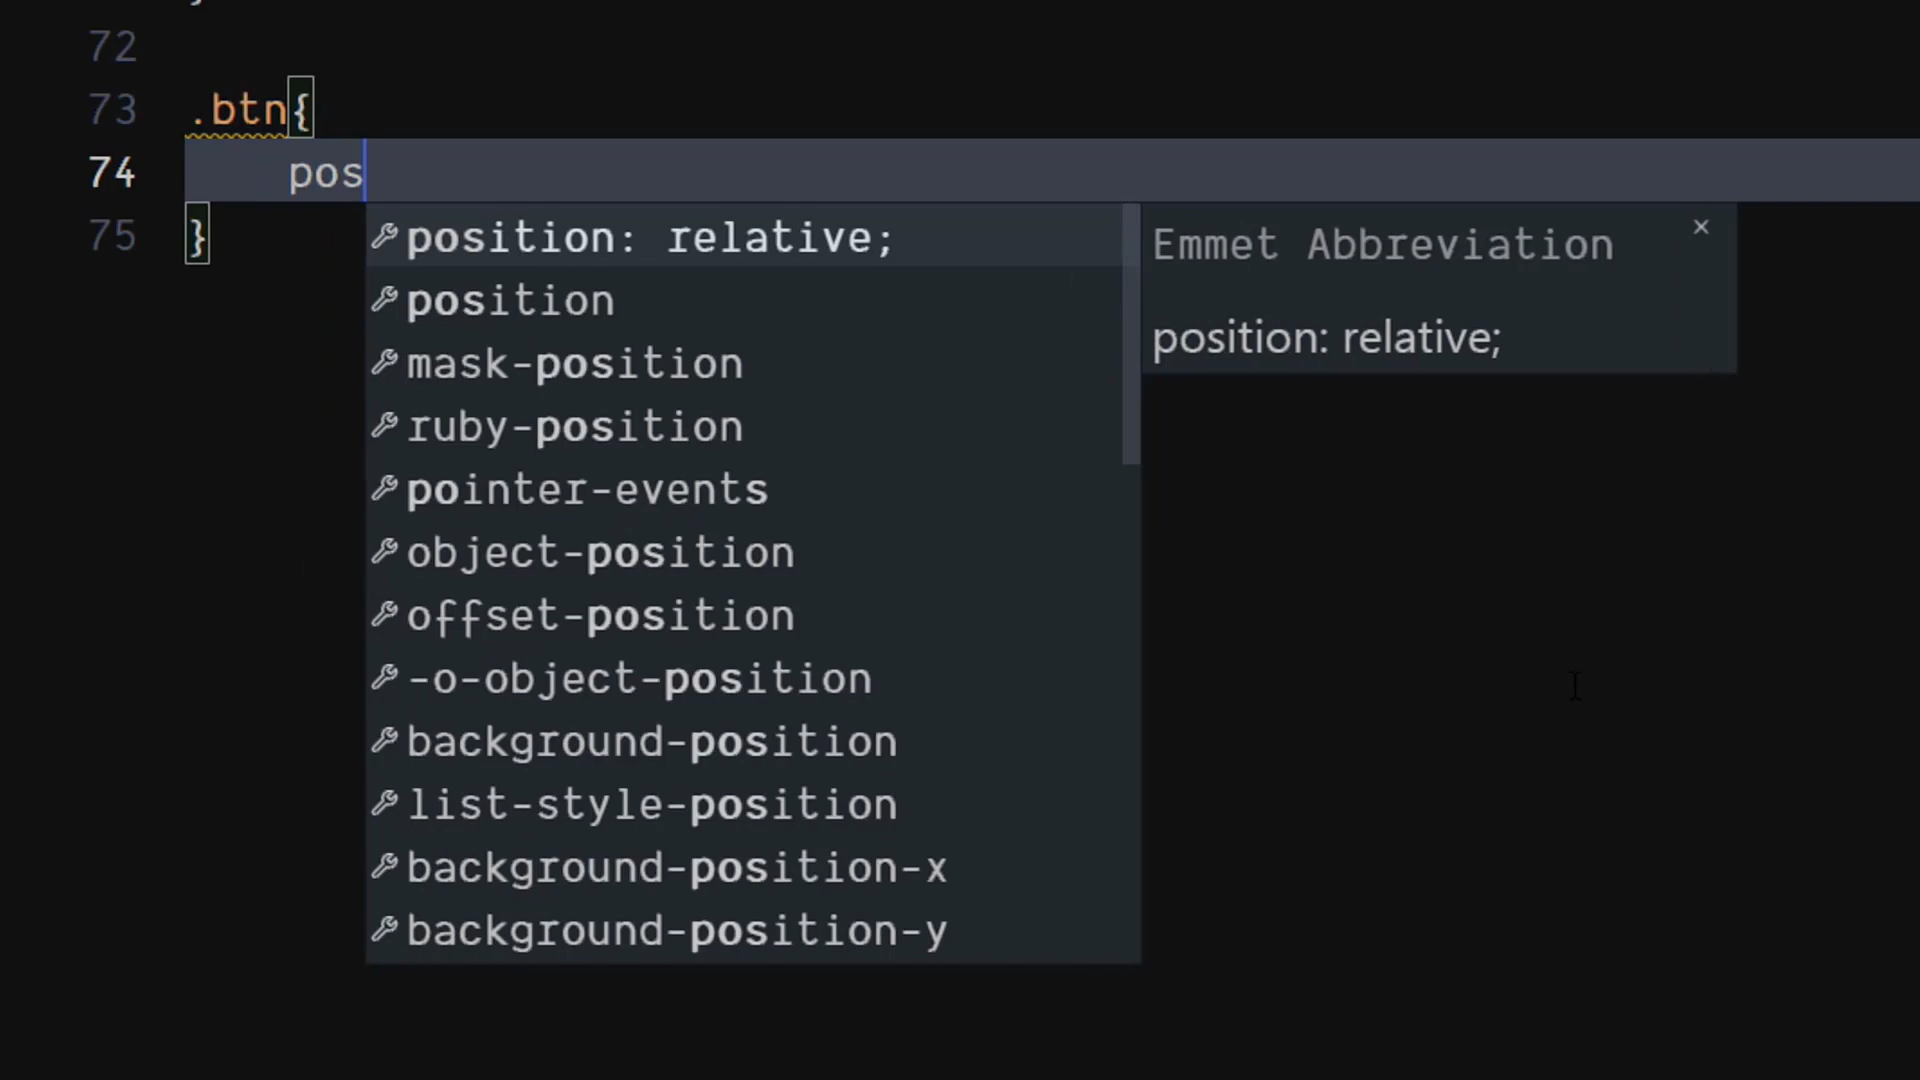 72
73 .btn{
74 pos
75 }
position: relative;
position
mask-position
ruby-position
pointer-events
object-position
offset-position
-o-object-position
background-position
list-style-position
background-position-x
background-position-y
Emmet Abbreviation ×
position: relative;